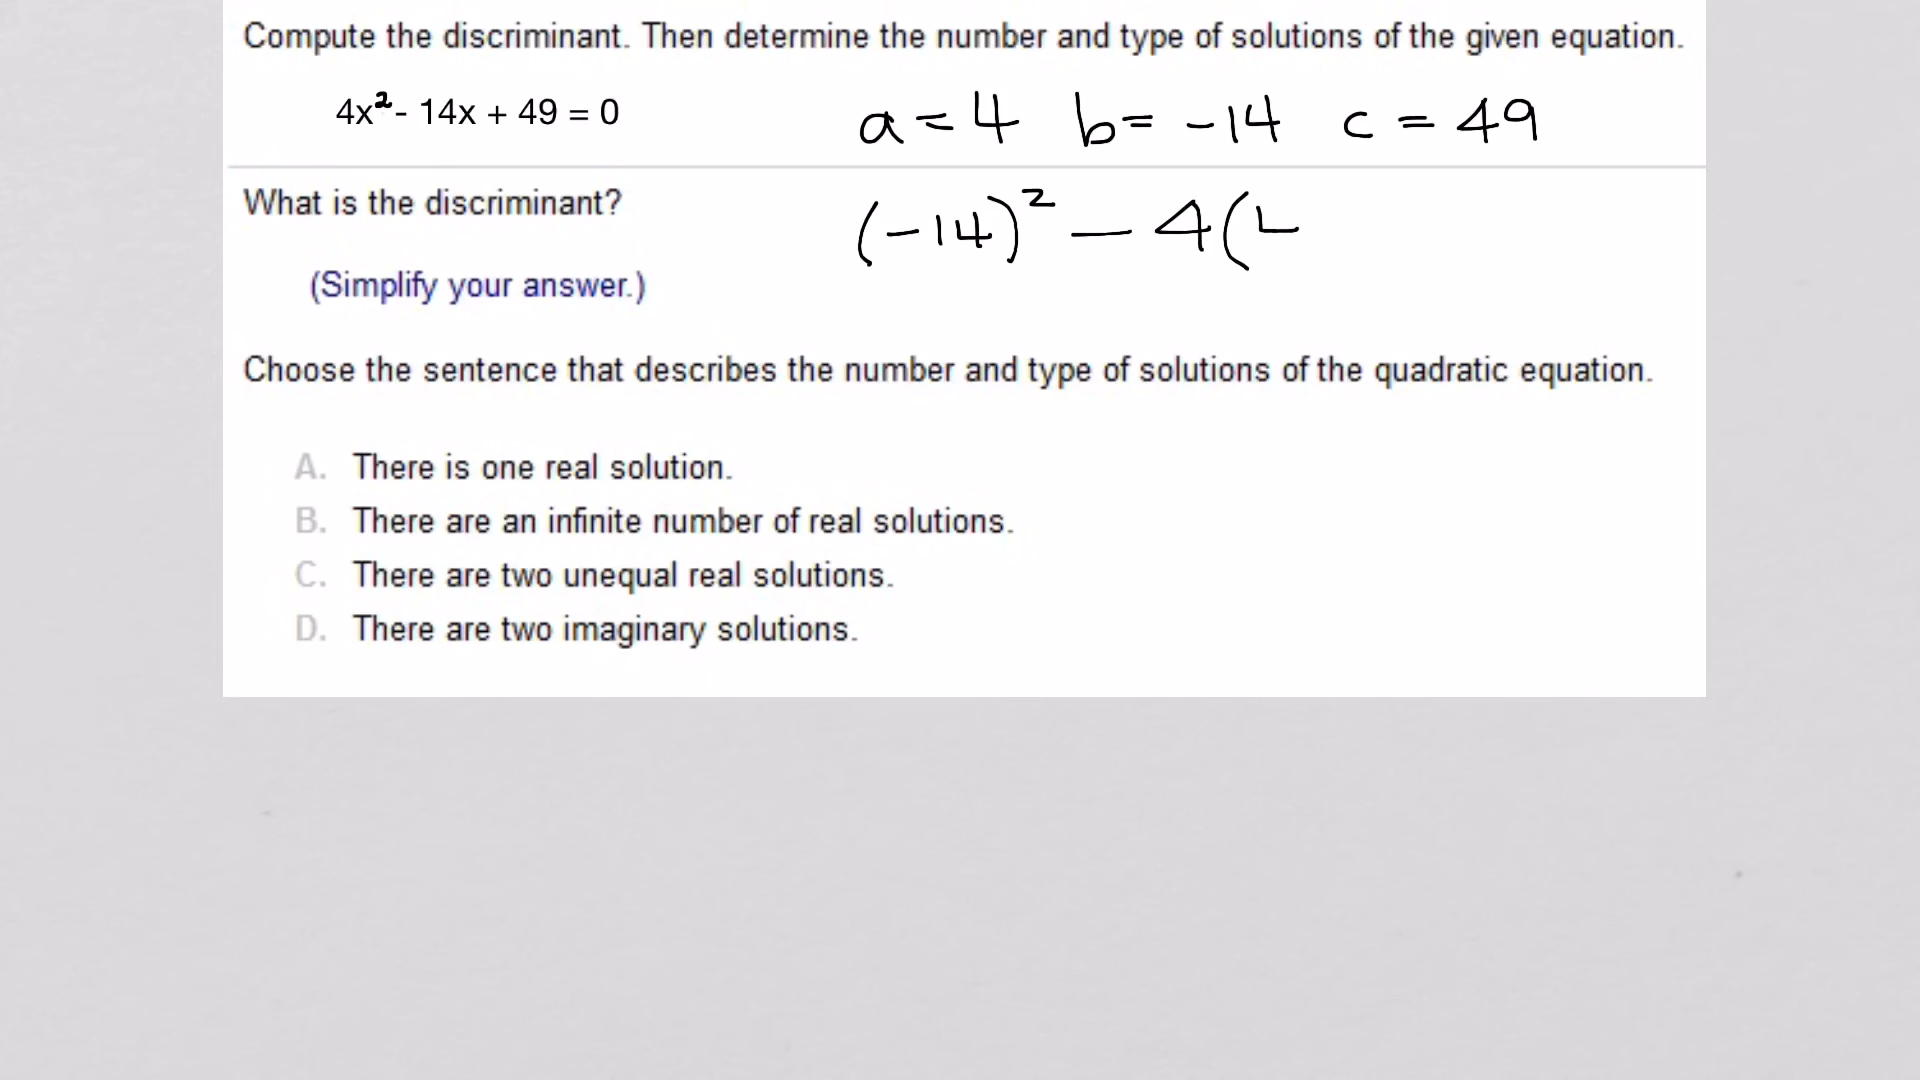 Compute the discriminant. Then determine the number and type of solutions of the given equation.
4x² - 14x + 49 = 0 a = 4 b = -14 c = 49
What is the discriminant? (-14)² - 4(
(Simplify your answer.)
Choose the sentence that describes the number and type of solutions of the quadratic equation.
A. There is one real solution.
B. There are an infinite number of real solutions.
C. There are two unequal real solutions.
D. There are two imaginary solutions.